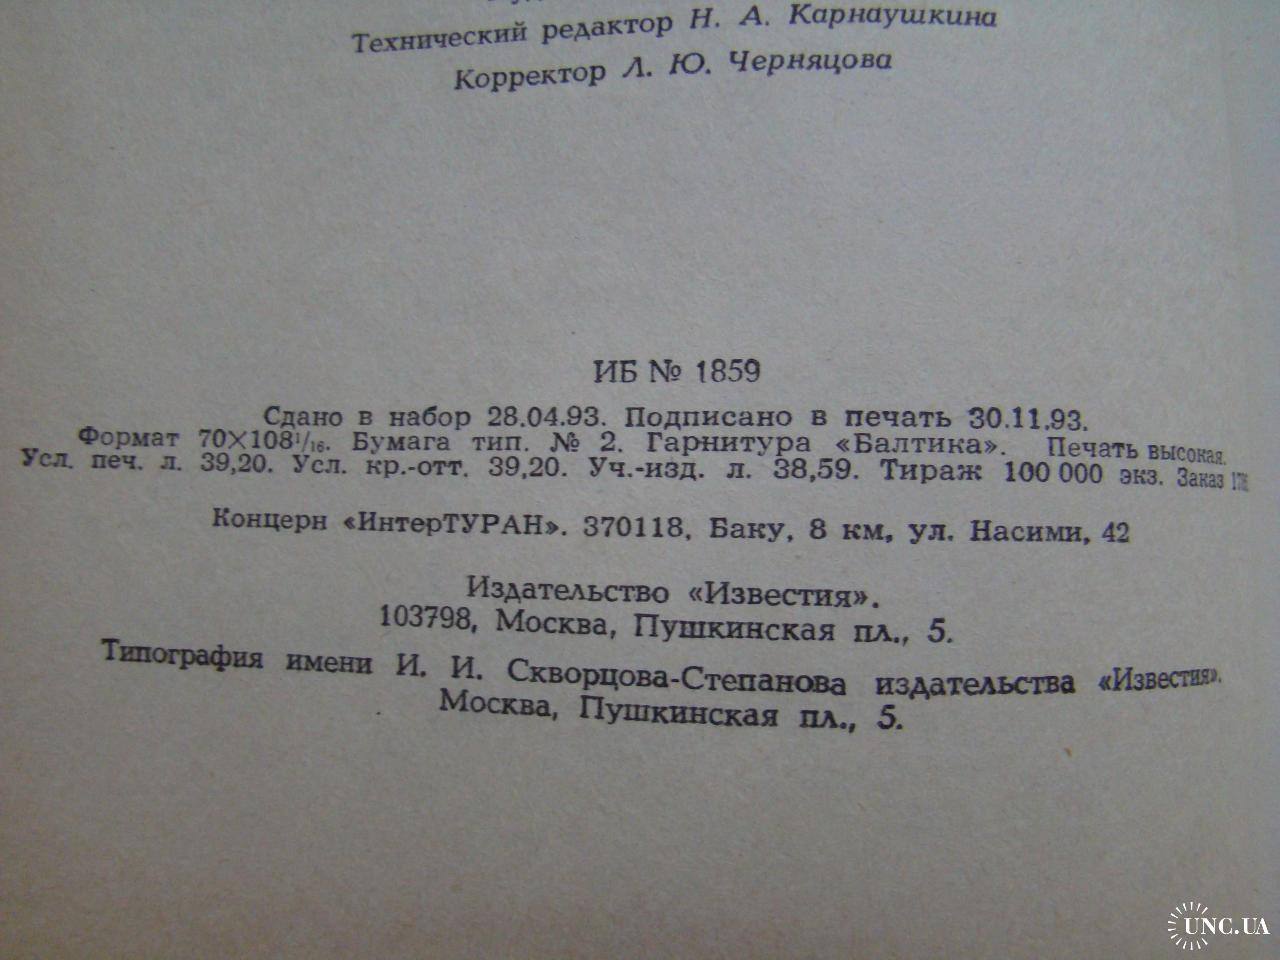 Технический редактор Н. А. Карнаушкина
Корректор Л. Ю. Черняцова
ИБ № 1859
Сдано в набор 28.04.93. Подписано в печать 30.11.93.
Формат 70×108¹/₁₆. Бумага тип. № 2. Гарнитура «Балтика». Печать высокая.
Усл. печ. л. 39,20. Усл. кр.-отт. 39,20. Уч.-изд. л. 38,59. Тираж 100 000 экз. Заказ
Концерн «ИнтерТУРАН». 370118, Баку, 8 км, ул. Насими, 42
Издательство «Известия».
103798, Москва, Пушкинская пл., 5.
Типография имени И. И. Скворцова-Степанова издательства «Известия».
Москва, Пушкинская пл., 5.
UNC.UA